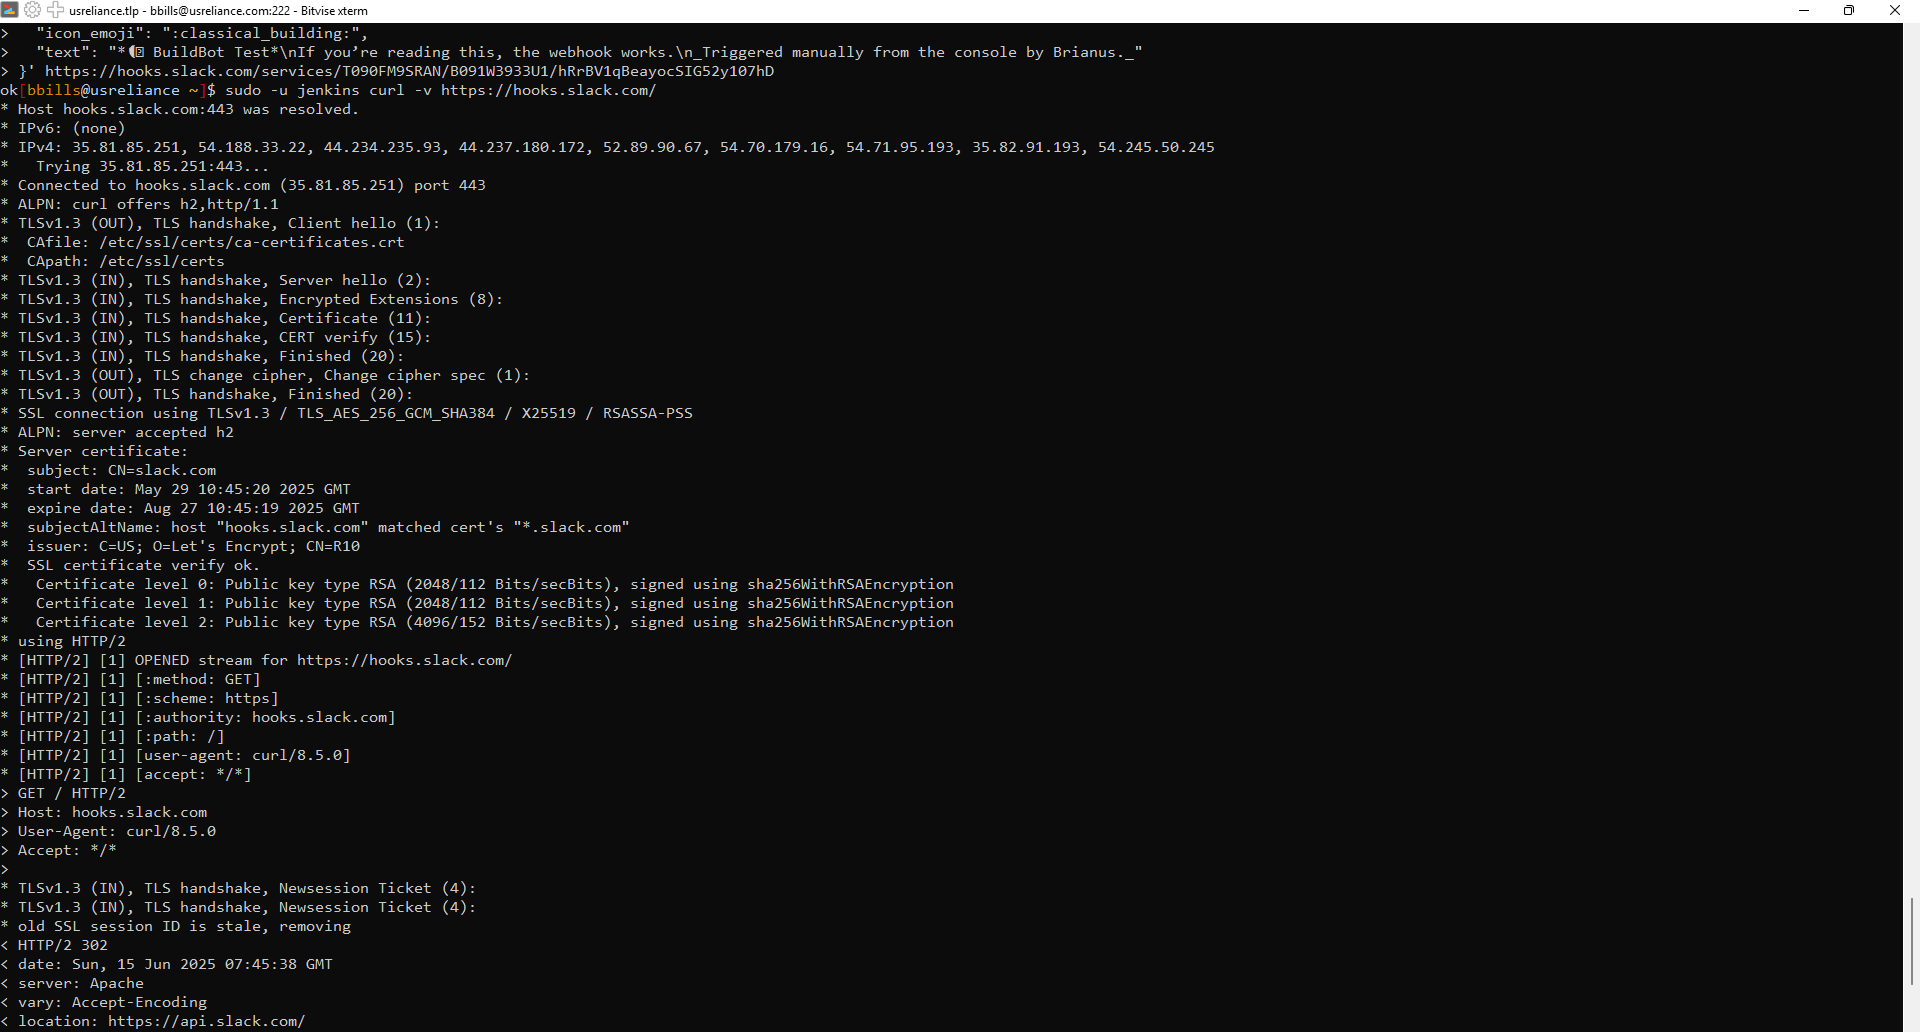 usreliance.tlp - bbills@usreliance.com:222 - Bitvise xterm
>   "icon_emoji": ":classical_building:",
>   "text": "* BuildBot Test*\nIf you’re reading this, the webhook works.\n_Triggered manually from the console by Brianus._"
> }' https://hooks.slack.com/services/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
ok[bbills@usreliance ~]$ sudo -u jenkins curl -v https://hooks.slack.com/
* Host hooks.slack.com:443 was resolved.
* IPv6: (none)
* IPv4: 35.81.85.251, 54.188.33.22, 44.234.235.93, 44.237.180.172, 52.89.90.67, 54.70.179.16, 54.71.95.193, 35.82.91.193, 54.245.50.245
*   Trying 35.81.85.251:443...
* Connected to hooks.slack.com (35.81.85.251) port 443
* ALPN: curl offers h2,http/1.1
* TLSv1.3 (OUT), TLS handshake, Client hello (1):
*  CAfile: /etc/ssl/certs/ca-certificates.crt
*  CApath: /etc/ssl/certs
* TLSv1.3 (IN), TLS handshake, Server hello (2):
* TLSv1.3 (IN), TLS handshake, Encrypted Extensions (8):
* TLSv1.3 (IN), TLS handshake, Certificate (11):
* TLSv1.3 (IN), TLS handshake, CERT verify (15):
* TLSv1.3 (IN), TLS handshake, Finished (20):
* TLSv1.3 (OUT), TLS change cipher, Change cipher spec (1):
* TLSv1.3 (OUT), TLS handshake, Finished (20):
* SSL connection using TLSv1.3 / TLS_AES_256_GCM_SHA384 / X25519 / RSASSA-PSS
* ALPN: server accepted h2
* Server certificate:
*  subject: CN=slack.com
*  start date: May 29 10:45:20 2025 GMT
*  expire date: Aug 27 10:45:19 2025 GMT
*  subjectAltName: host "hooks.slack.com" matched cert's "*.slack.com"
*  issuer: C=US; O=Let's Encrypt; CN=R10
*  SSL certificate verify ok.
*   Certificate level 0: Public key type RSA (2048/112 Bits/secBits), signed using sha256WithRSAEncryption
*   Certificate level 1: Public key type RSA (2048/112 Bits/secBits), signed using sha256WithRSAEncryption
*   Certificate level 2: Public key type RSA (4096/152 Bits/secBits), signed using sha256WithRSAEncryption
* using HTTP/2
* [HTTP/2] [1] OPENED stream for https://hooks.slack.com/
* [HTTP/2] [1] [:method: GET]
* [HTTP/2] [1] [:scheme: https]
* [HTTP/2] [1] [:authority: hooks.slack.com]
* [HTTP/2] [1] [:path: /]
* [HTTP/2] [1] [user-agent: curl/8.5.0]
* [HTTP/2] [1] [accept: */*]
> GET / HTTP/2
> Host: hooks.slack.com
> User-Agent: curl/8.5.0
> Accept: */*
>
* TLSv1.3 (IN), TLS handshake, Newsession Ticket (4):
* TLSv1.3 (IN), TLS handshake, Newsession Ticket (4):
* old SSL session ID is stale, removing
< HTTP/2 302
< date: Sun, 15 Jun 2025 07:45:38 GMT
< server: Apache
< vary: Accept-Encoding
< location: https://api.slack.com/